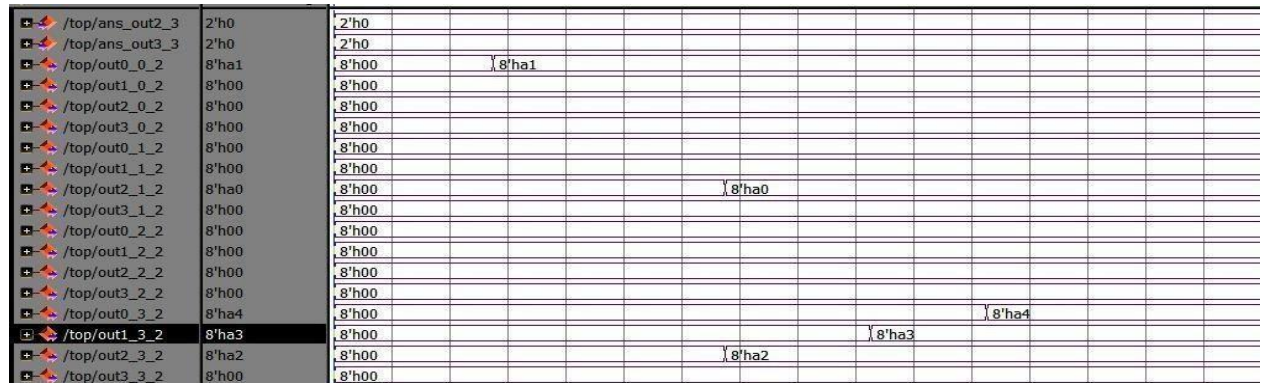 /top/ans_out2_3 2'h0 2'h0
/top/ans_out3_3 2'h0 2'h0
/top/out0_0_2 8'ha1 8'h00 8'ha1
/top/out1_0_2 8'h00 8'h00
/top/out2_0_2 8'h00 8'h00
/top/out3_0_2 8'h00 8'h00
/top/out0_1_2 8'h00 8'h00
/top/out1_1_2 8'h00 8'h00
/top/out2_1_2 8'ha0 8'h00 8'ha0
/top/out3_1_2 8'h00 8'h00
/top/out0_2_2 8'h00 8'h00
/top/out1_2_2 8'h00 8'h00
/top/out2_2_2 8'h00 8'h00
/top/out3_2_2 8'h00 8'h00
/top/out0_3_2 8'ha4 8'h00 8'ha4
/top/out1_3_2 8'ha3 8'h00 8'ha3
/top/out2_3_2 8'ha2 8'h00 8'ha2
/top/out3_3_2 8'h00 8'h00